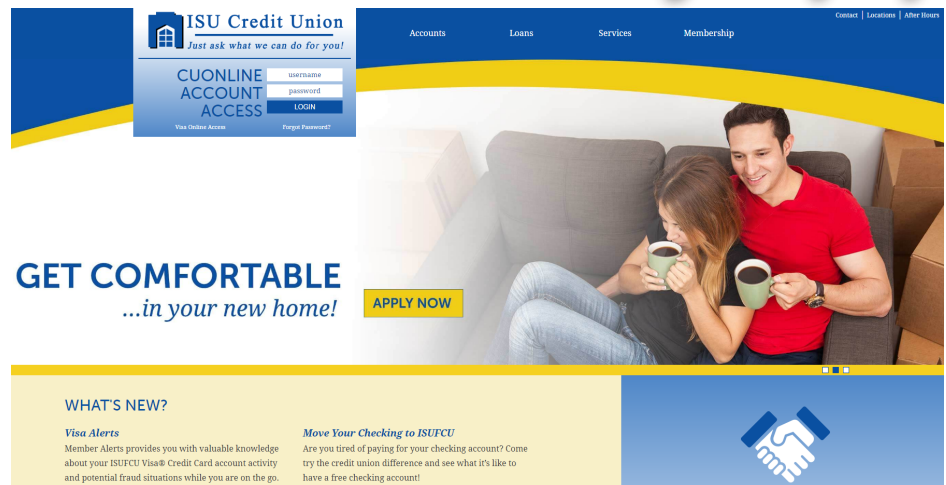 ISU Credit Union
Just ask what we can do for you!
Contact | Locations | After Hours
Accounts Loans Services Membership
CUONLINE
ACCOUNT
ACCESS
username
password
LOGIN
Visa Online Access Forgot Password?
GET COMFORTABLE
...in your new home!
APPLY NOW
WHAT'S NEW?
Visa Alerts
Member Alerts provides you with valuable knowledge
about your ISUFCU Visa® Credit Card account activity
and potential fraud situations while you are on the go.
Move Your Checking to ISUFCU
Are you tired of paying for your checking account? Come
try the credit union difference and see what it's like to
have a free checking account!